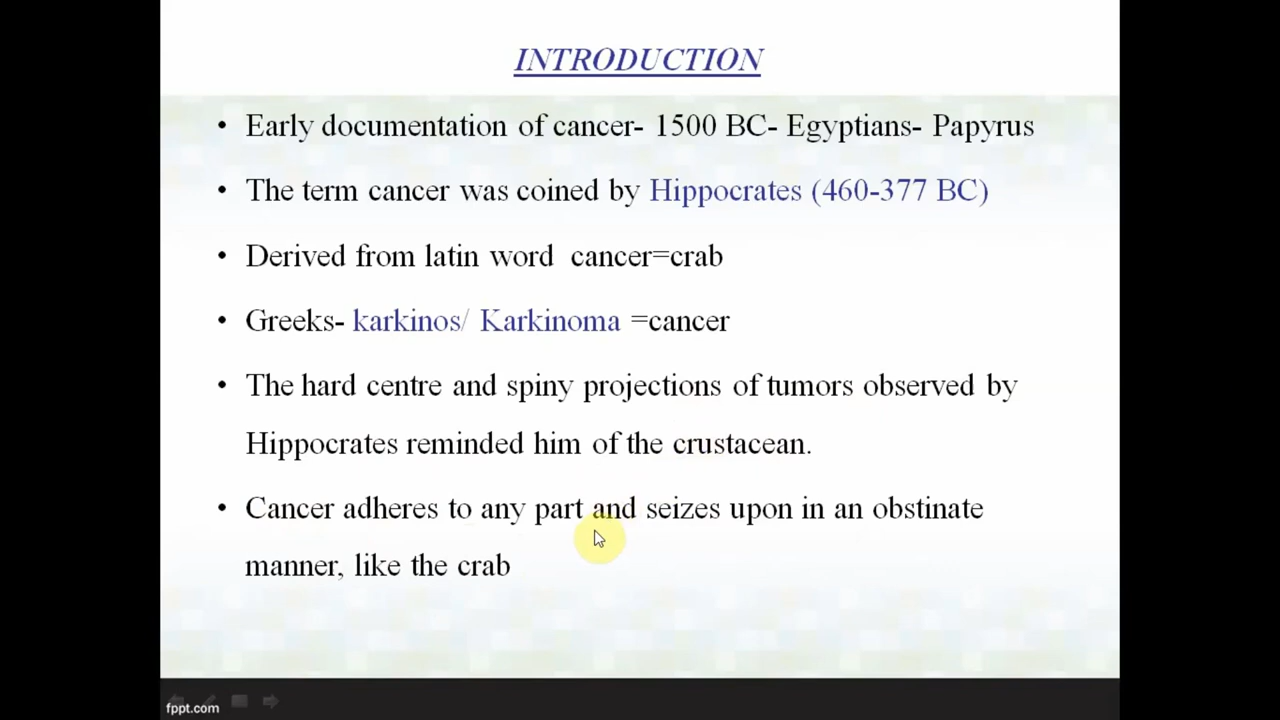 INTRODUCTION
• Early documentation of cancer- 1500 BC- Egyptians- Papyrus
• The term cancer was coined by Hippocrates (460-377 BC)
• Derived from latin word cancer=crab
• Greeks- karkinos/ Karkinoma =cancer
• The hard centre and spiny projections of tumors observed by
Hippocrates reminded him of the crustacean.
• Cancer adheres to any part and seizes upon in an obstinate
manner, like the crab
fppt.com